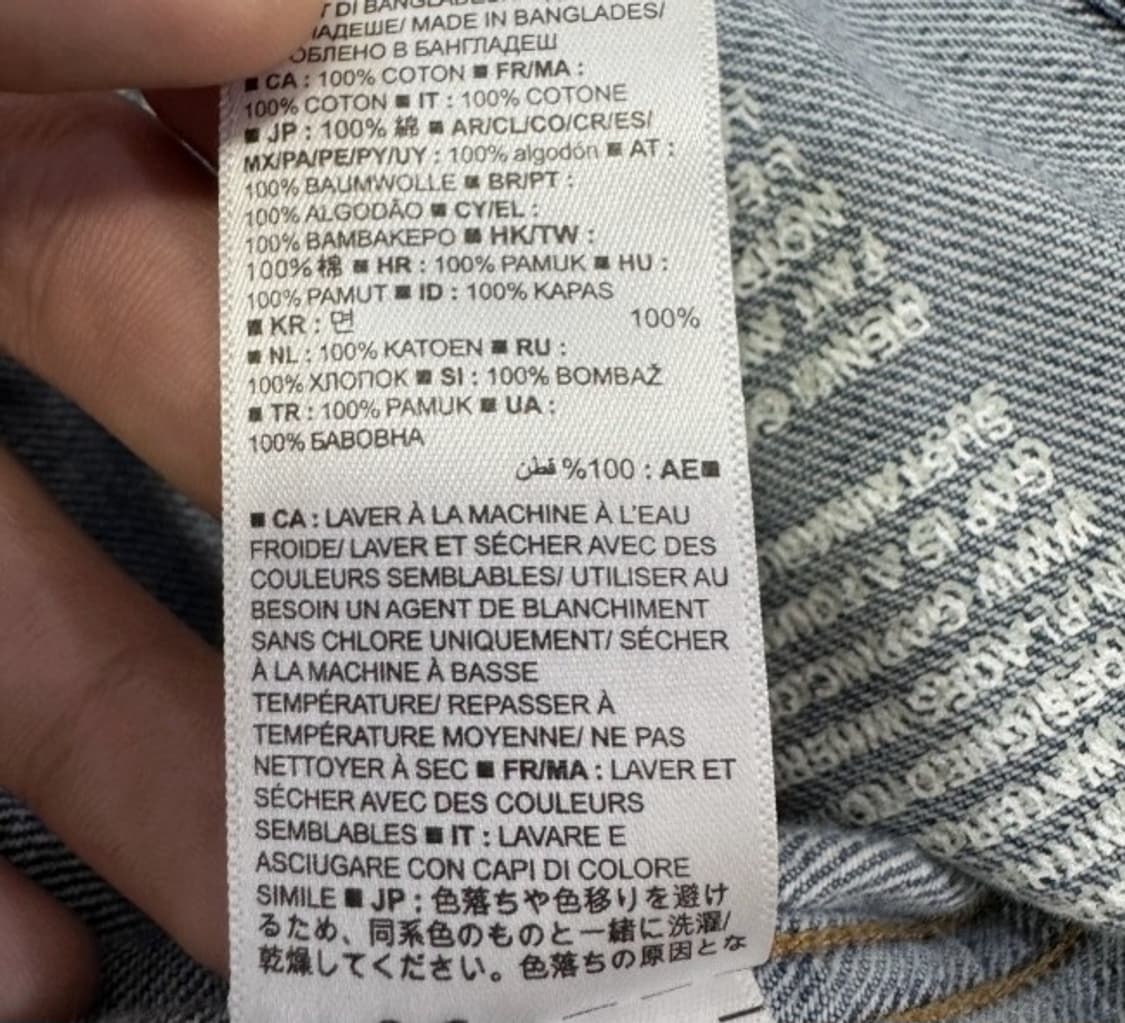 MADE IN BANGLADES/
В БАНГЛАДЕШ
■ CA : 100% COTON ■ FR/MA :
100% COTON ■ IT : 100% COTONE
■ JP : 100% 綿 ■ AR/CL/CO/CR/ES/
MX/PA/PE/PY/UY : 100% algodón ■ AT :
100% BAUMWOLLE ■ BR/PT :
100% ALGODÃO ■ CY/EL :
100% ΒΑΜΒΑΚΕΡΟ ■ HK/TW :
100% 棉 ■ HR : 100% PAMUK ■ HU :
100% PAMUT ■ ID : 100% KAPAS
■ KR : 면 100%
■ NL : 100% KATOEN ■ RU :
100% ХЛОПОК ■ SI : 100% BOMBAŽ
■ TR : 100% PAMUK ■ UA :
100% БАВОВНА
■AE : 100% قطن
■ CA : LAVER À LA MACHINE À L'EAU
FROIDE/ LAVER ET SÉCHER AVEC DES
COULEURS SEMBLABLES/ UTILISER AU
BESOIN UN AGENT DE BLANCHIMENT
SANS CHLORE UNIQUEMENT/ SÉCHER
À LA MACHINE À BASSE
TEMPÉRATURE/ REPASSER À
TEMPÉRATURE MOYENNE/ NE PAS
NETTOYER À SEC ■ FR/MA : LAVER ET
SÉCHER AVEC DES COULEURS
SEMBLABLES ■ IT : LAVARE E
ASCIUGARE CON CAPI DI COLORE
SIMILE ■ JP : 色落ちや色移りを避け
るため、同系色のものと一緒に洗濯/
乾燥してください。色落ちの原因とな